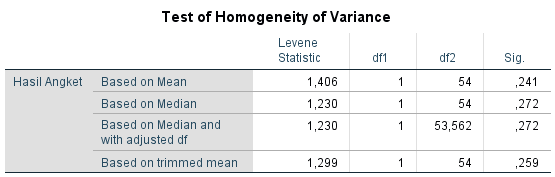 Test of Homogeneity of Variance
Levene Statistic df1 df2 Sig.
Hasil Angket Based on Mean 1,406 1 54 ,241
Based on Median 1,230 1 54 ,272
Based on Median and with adjusted df 1,230 1 53,562 ,272
Based on trimmed mean 1,299 1 54 ,259